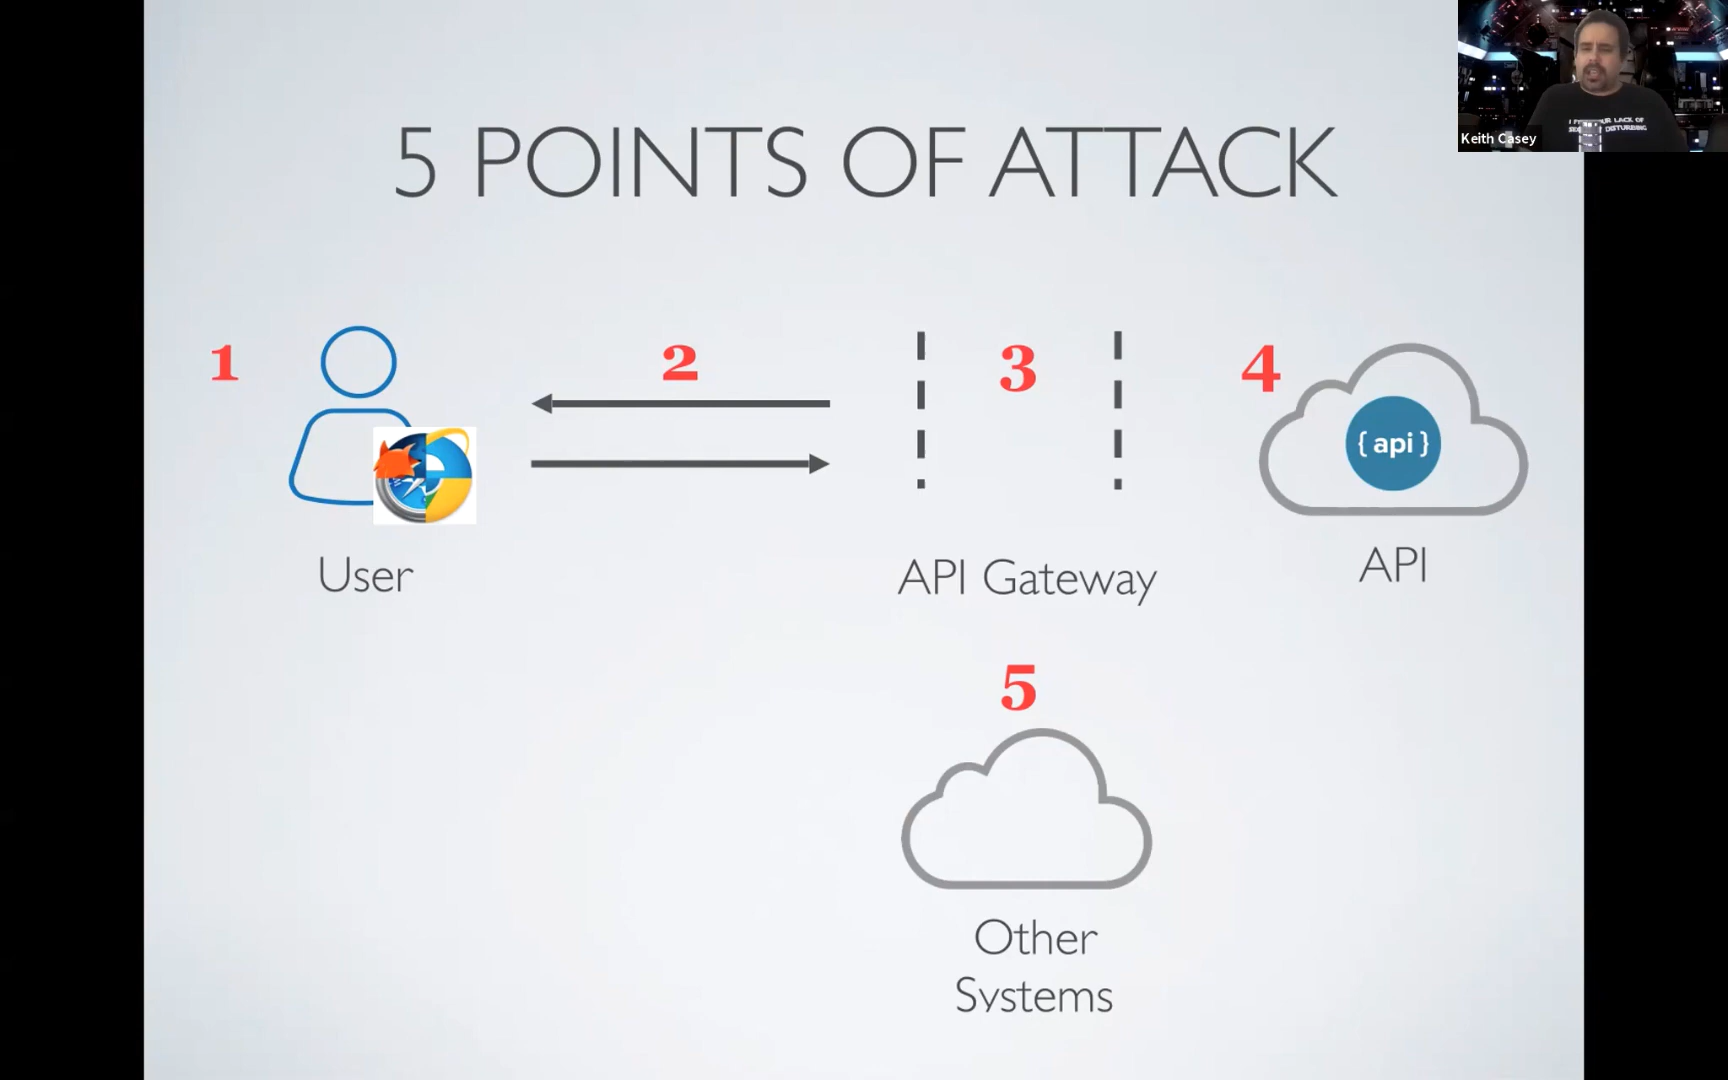 5 POINTS OF ATTACK
Keith Casey
1
2
3
4
{ api }
User
API Gateway
API
5
Other
Systems